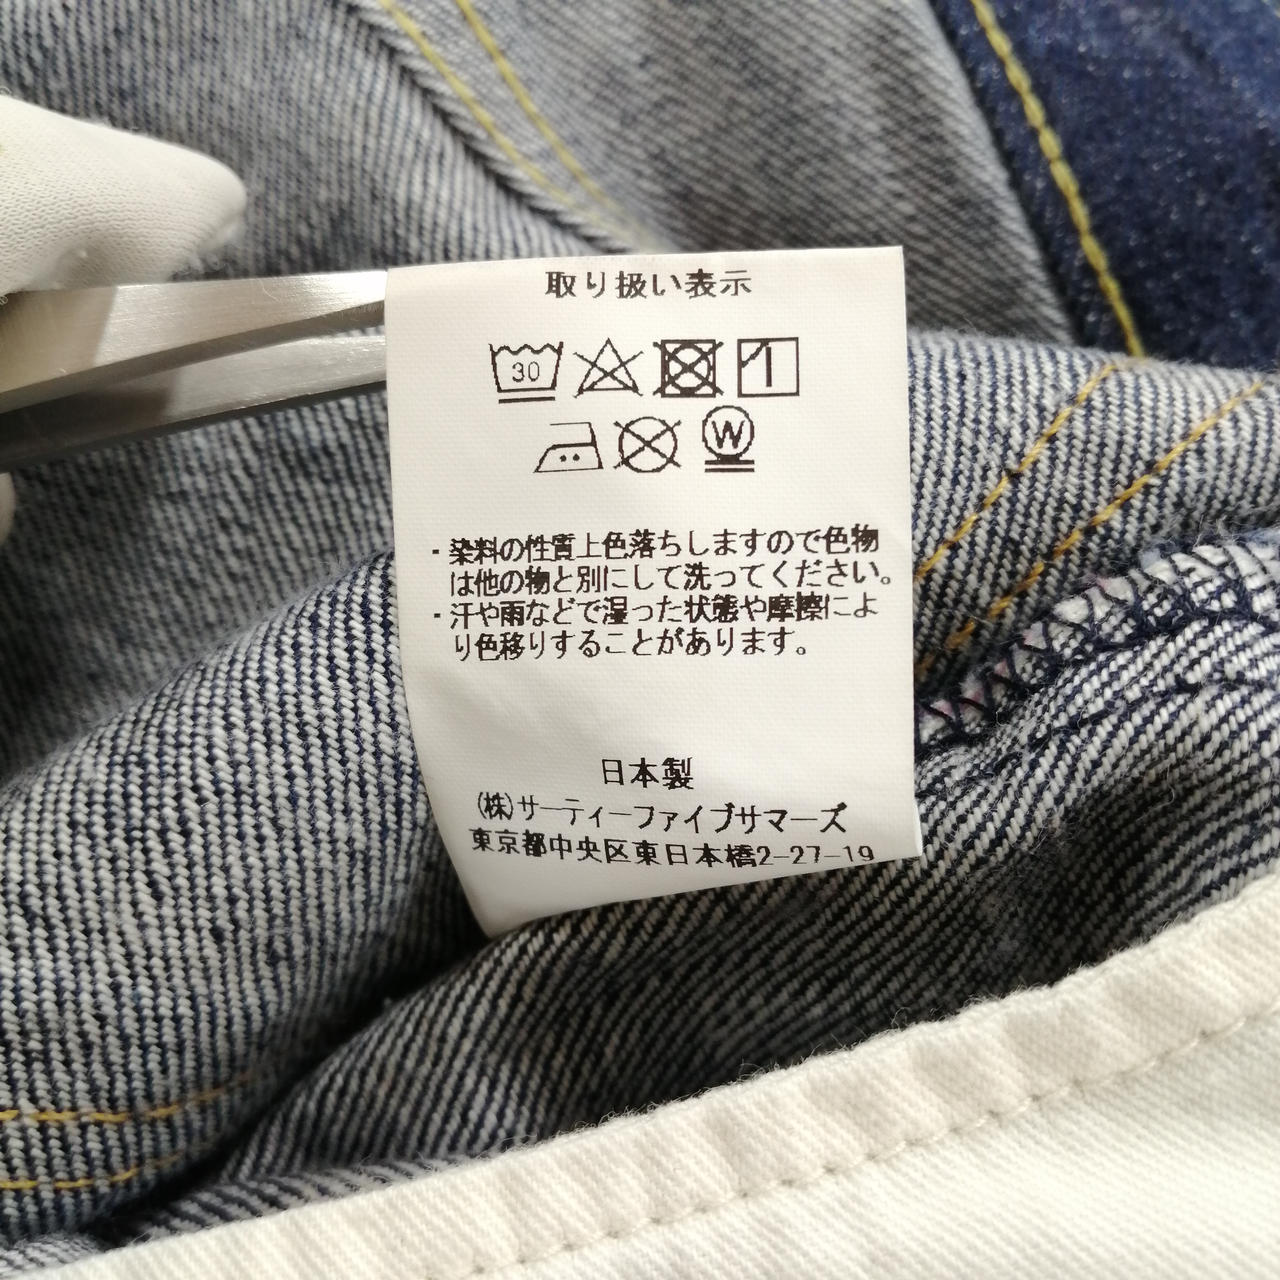 取り扱い表示
30
W
・染料の性質上色落ちしますので色物
は他の物と別にして洗ってください。
・汗や雨などで湿った状態や摩擦によ
り色移りすることがあります。
日本製
(株)サーティーファイブサマーズ
東京都中央区東日本橋2-27-19